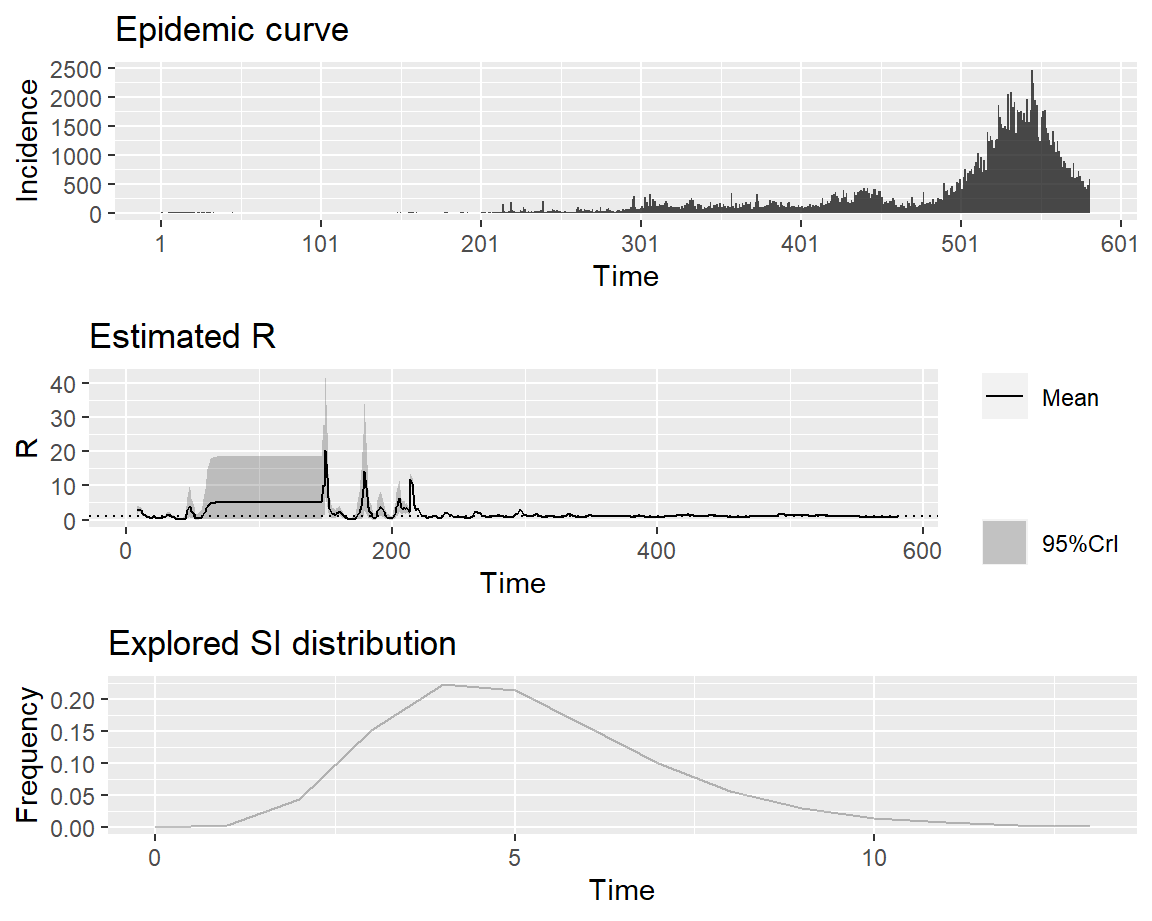 Epidemic curve
2500
2000
1500
1000
500
0
Incidence
1 101 201 301 401 501 601
Time
Estimated R
40
30
20
10
0
R
0 200 400 600
Time
Mean
95%CrI
Explored SI distribution
0.20
0.15
0.10
0.05
0.00
Frequency
0 5 10
Time